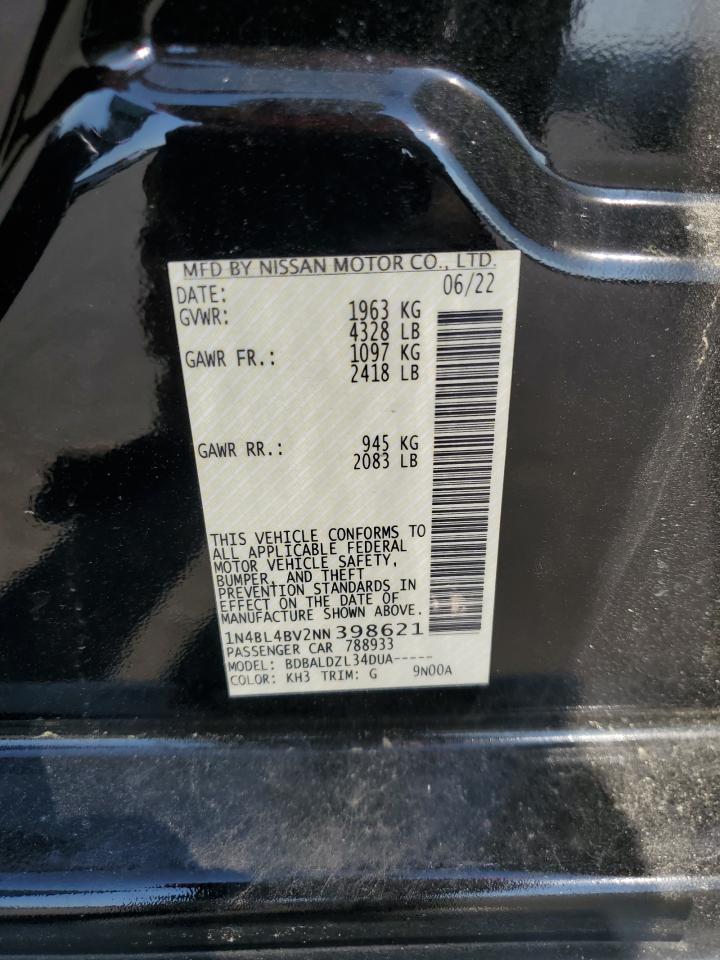 MFD BY NISSAN MOTOR CO., LTD.
DATE: 06/22
GVWR: 1963 KG
4328 LB
GAWR FR.: 1097 KG
2418 LB
GAWR RR.: 945 KG
2083 LB
THIS VEHICLE CONFORMS TO
ALL APPLICABLE FEDERAL
MOTOR VEHICLE SAFETY,
BUMPER, AND THEFT
PREVENTION STANDARDS IN
EFFECT ON THE DATE OF
MANUFACTURE SHOWN ABOVE.
1N4BL4BV2NN398621
PASSENGER CAR 788933
MODEL: BDBALDZL34DUA-----
COLOR: KH3 TRIM: G 9N00A